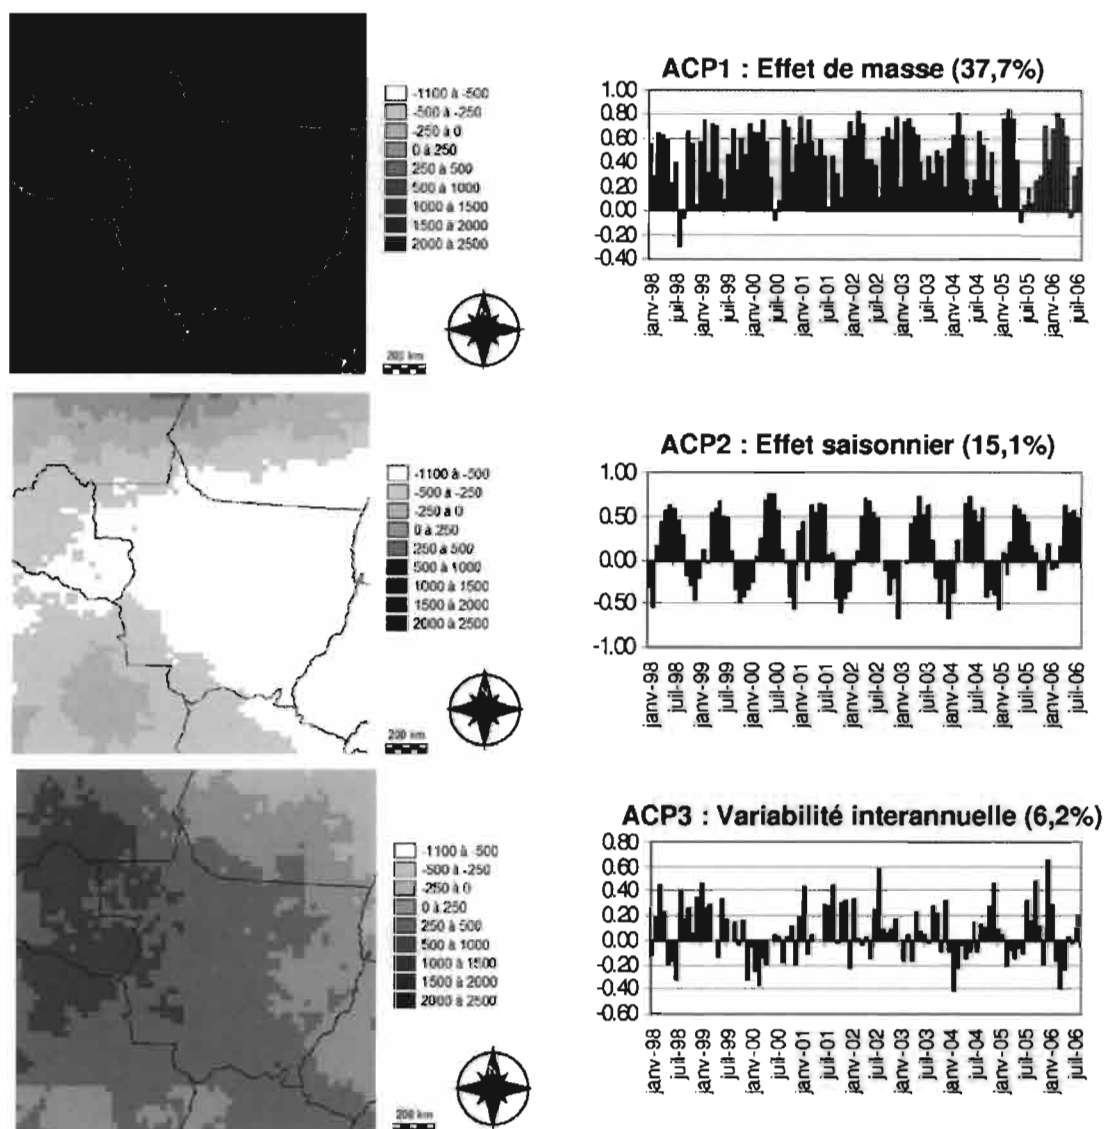 -1100 à -500
-500 à -250
-250 à 0
0 à 250
250 à 500
500 à 1000
1000 à 1500
1500 à 2000
2000 à 2500
200 km
ACP1 : Effet de masse (37,7%)
1.00
0.80
0.60
0.40
0.20
0.00
-0.20
-0.40
janv-98
juil-98
janv-99
juil-99
janv-00
juil-00
janv-01
juil-01
janv-02
juil-02
janv-03
juil-03
janv-04
juil-04
janv-05
juil-05
janv-06
juil-06
-1100 à -500
-500 à -250
-250 à 0
0 à 250
250 à 500
500 à 1000
1000 à 1500
1500 à 2000
2000 à 2500
200 km
ACP2 : Effet saisonnier (15,1%)
1.00
0.50
0.00
-0.50
-1.00
janv-98
juil-98
janv-99
juil-99
janv-00
juil-00
janv-01
juil-01
janv-02
juil-02
janv-03
juil-03
janv-04
juil-04
janv-05
juil-05
janv-06
juil-06
-1100 à -500
-500 à -250
-250 à 0
0 à 250
250 à 500
500 à 1000
1000 à 1500
1500 à 2000
2000 à 2500
200 km
ACP3 : Variabilité interannuelle (6,2%)
0.80
0.60
0.40
0.20
0.00
-0.20
-0.40
-0.60
janv-98
juil-98
janv-99
juil-99
janv-00
juil-00
janv-01
juil-01
janv-02
juil-02
janv-03
juil-03
janv-04
juil-04
janv-05
juil-05
janv-06
juil-06